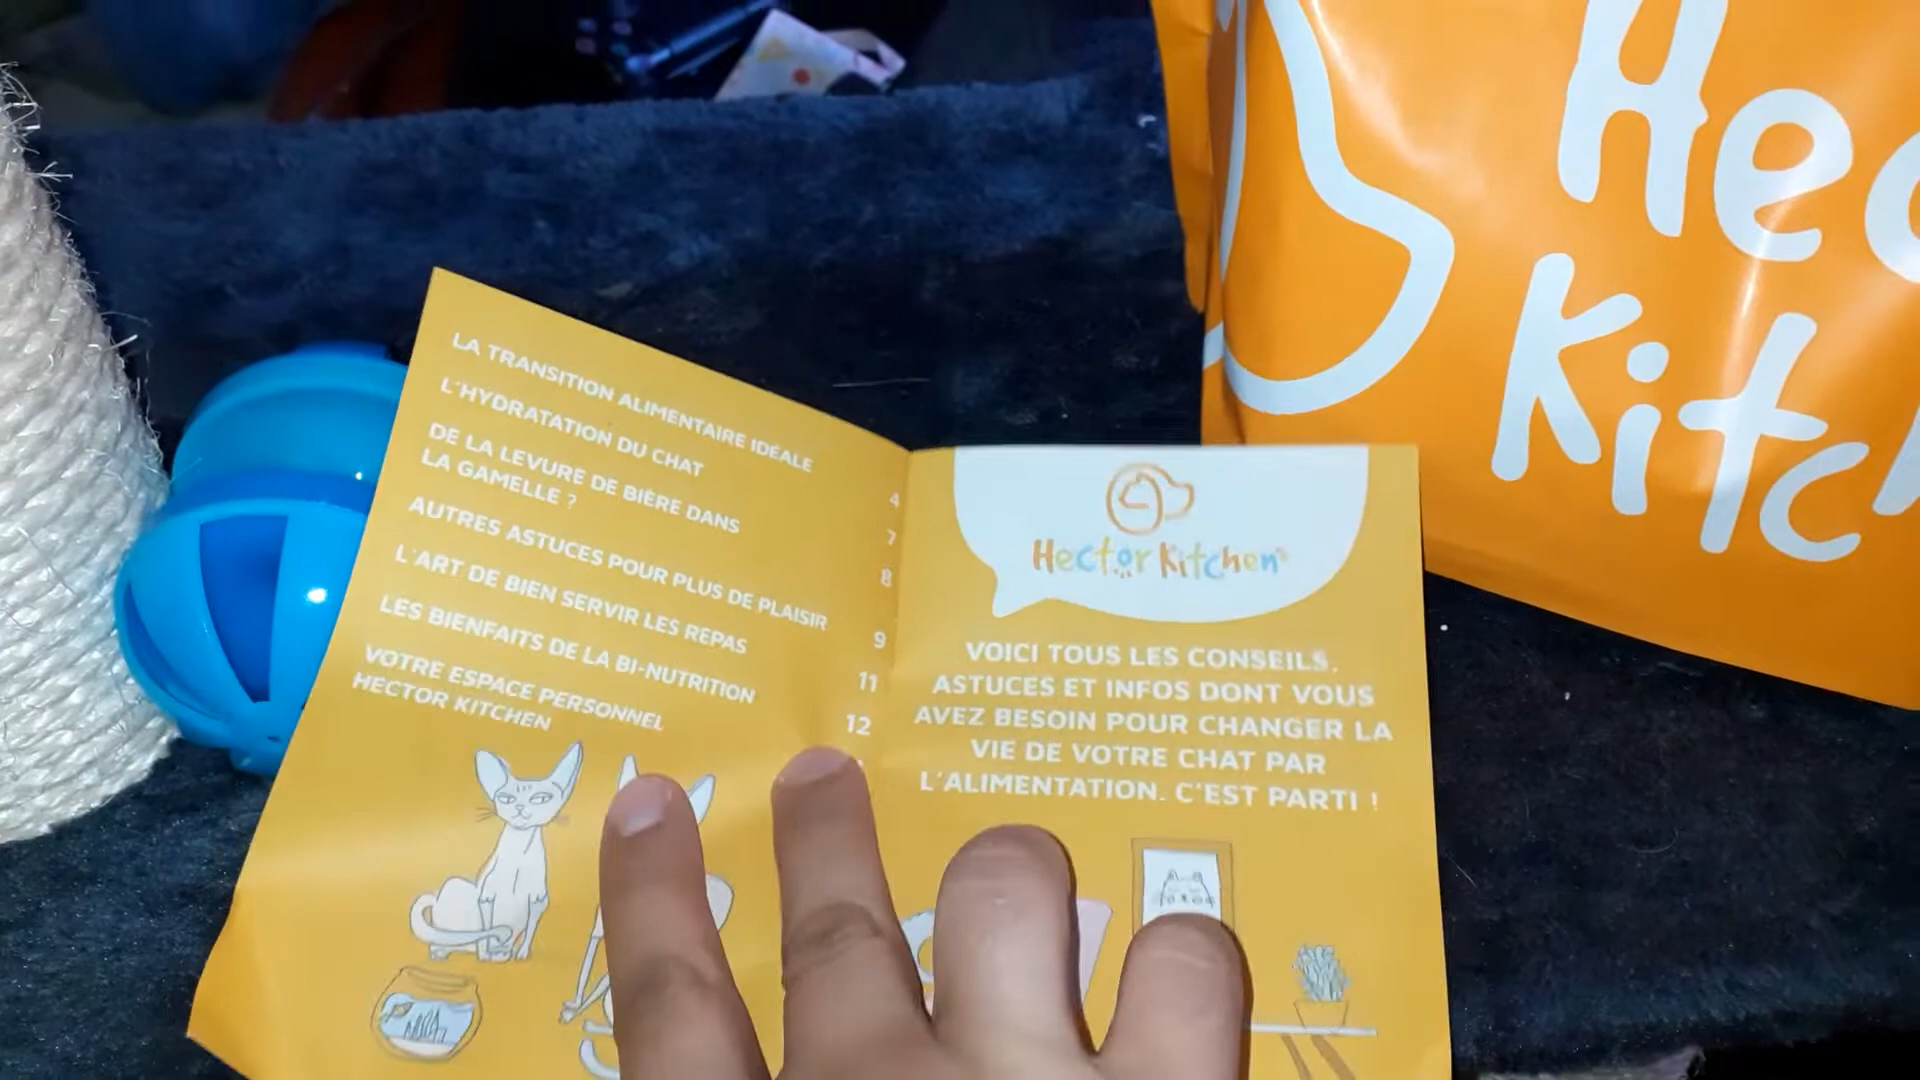 LA TRANSITION ALIMENTAIRE IDÉALE
4
L'HYDRATATION DU CHAT
7
DE LA LEVURE DE BIÈRE DANS
LA GAMELLE ?
8
AUTRES ASTUCES POUR PLUS DE PLAISIR
9
L'ART DE BIEN SERVIR LES REPAS
11
LES BIENFAITS DE LA BI-NUTRITION
12
VOTRE ESPACE PERSONNEL
HECTOR KITCHEN
Hector Kitchen®
VOICI TOUS LES CONSEILS,
ASTUCES ET INFOS DONT VOUS
AVEZ BESOIN POUR CHANGER LA
VIE DE VOTRE CHAT PAR
L'ALIMENTATION. C'EST PARTI !
Hec
Kitc